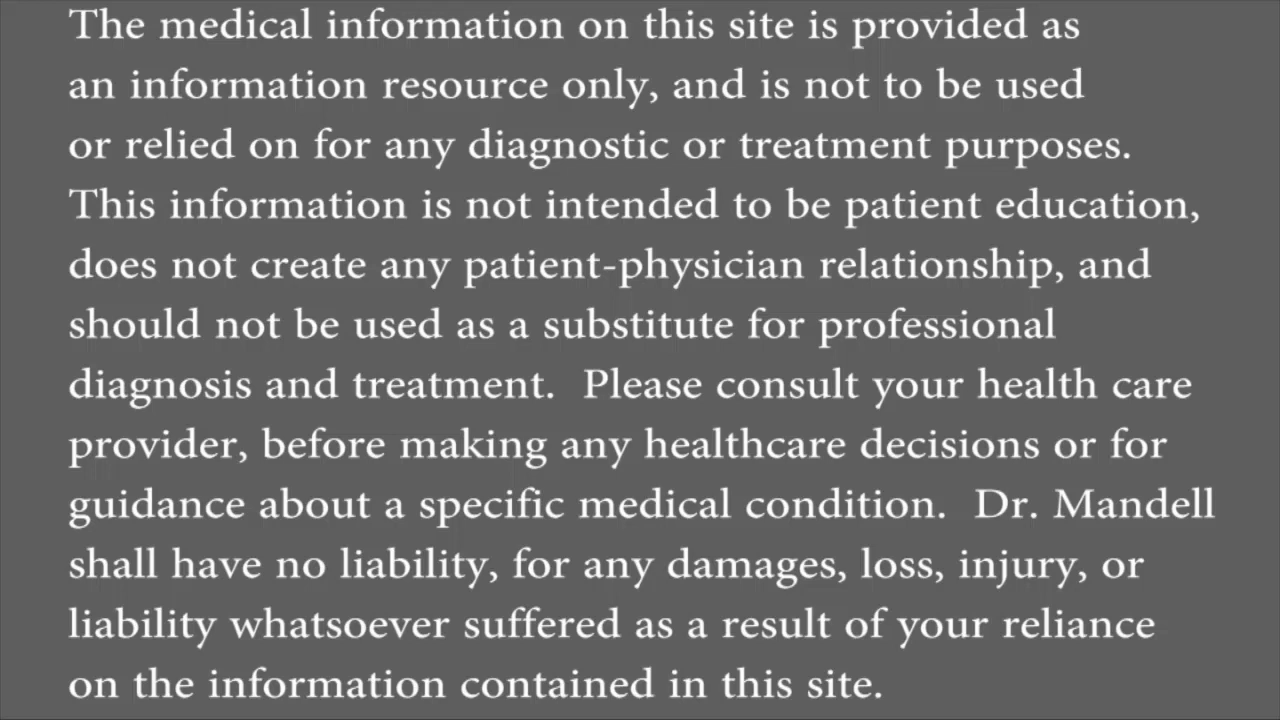 The medical information on this site is provided as
an information resource only, and is not to be used
or relied on for any diagnostic or treatment purposes.
This information is not intended to be patient education,
does not create any patient-physician relationship, and
should not be used as a substitute for professional
diagnosis and treatment.  Please consult your health care
provider, before making any healthcare decisions or for
guidance about a specific medical condition.  Dr. Mandell
shall have no liability, for any damages, loss, injury, or
liability whatsoever suffered as a result of your reliance
on the information contained in this site.